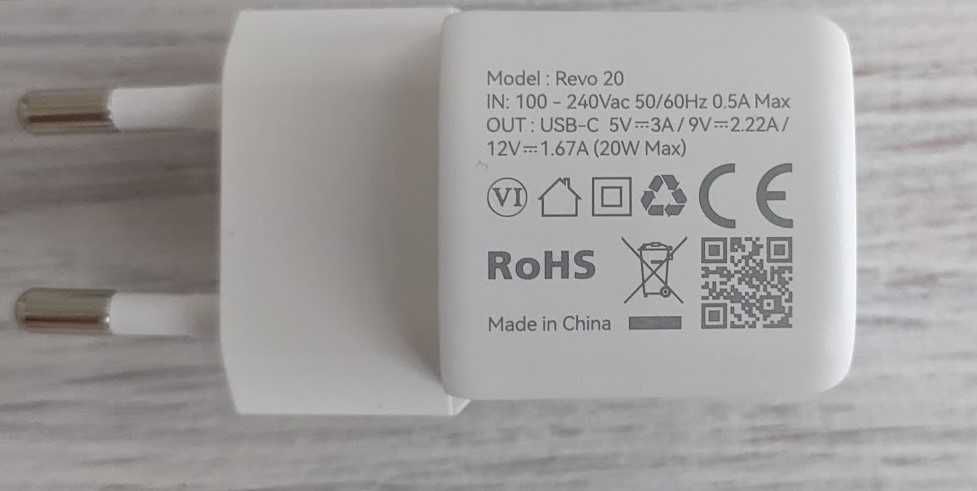 Model : Revo 20
IN: 100 - 240Vac 50/60Hz 0.5A Max
OUT : USB-C 5V⎓3A / 9V⎓2.22A /
12V⎓1.67A (20W Max)
VI CE
RoHS
Made in China